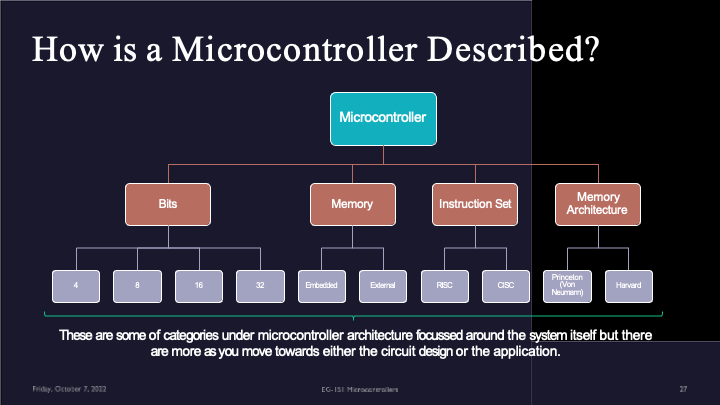 How is a Microcontroller Described?
Microcontroller
Bits
Memory
Instruction Set
Memory
Architecture
4
8
16
32
Embedded
External
RISC
CISC
Princeton
(Von
Neumann)
Harvard
These are some of categories under microcontroller architecture focussed around the system itself but there
are more as you move towards either the circuit design or the application.
Friday, October 7, 2022
EG-151 Microcontrollers
27